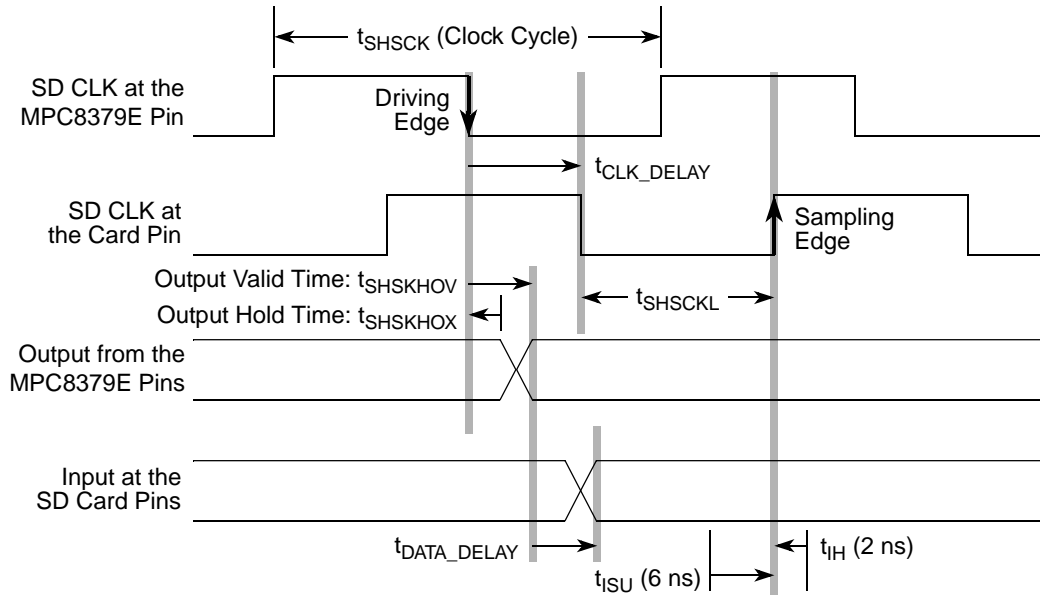 tSHSCK (Clock Cycle)
SD CLK at the
MPC8379E Pin
Driving
Edge
tCLK_DELAY
SD CLK at
the Card Pin
Sampling
Edge
Output Valid Time: tSHSKHOV
tSHSCKL
Output Hold Time: tSHSKHOX
Output from the
MPC8379E Pins
Input at the
SD Card Pins
tDATA_DELAY
tIH (2 ns)
tISU (6 ns)